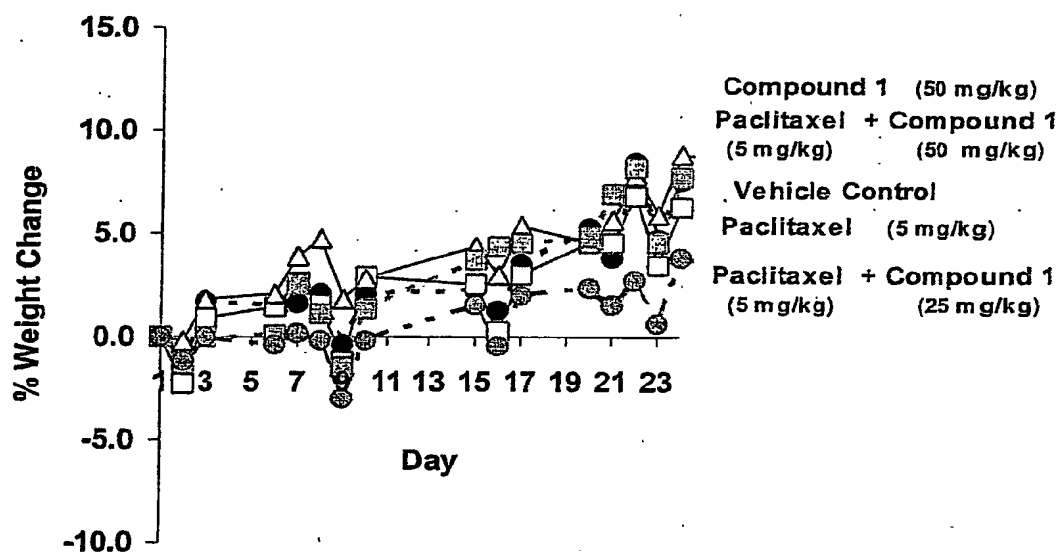 15.0
10.0
5.0
0.0
-5.0
-10.0
% Weight Change
1 3 5 7 9 11 13 15 17 19 21 23
Day
Compound 1 (50 mg/kg)
Paclitaxel + Compound 1
(5 mg/kg) (50 mg/kg)
Vehicle Control
Paclitaxel (5 mg/kg)
Paclitaxel + Compound 1
(5 mg/kg) (25 mg/kg)